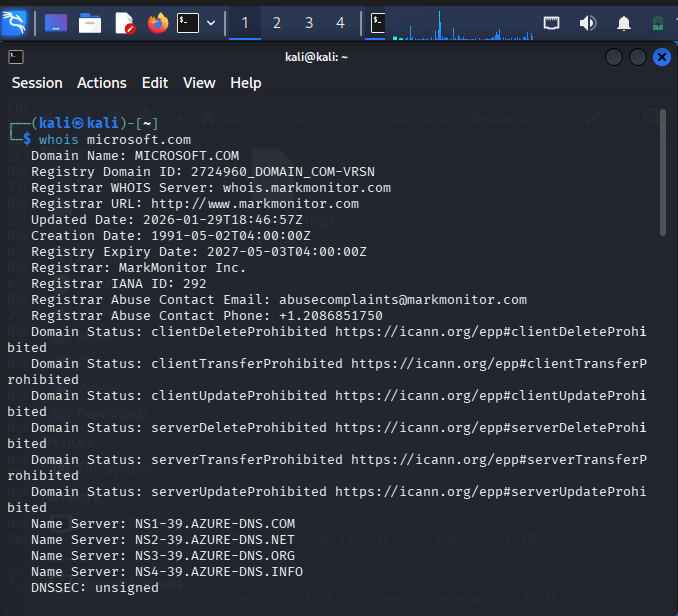 1 2 3 4
kali@kali: ~
Session Actions Edit View Help
┌──(kali㉿kali)-[~]
└─$ whois microsoft.com
Domain Name: MICROSOFT.COM
Registry Domain ID: 2724960_DOMAIN_COM-VRSN
Registrar WHOIS Server: whois.markmonitor.com
Registrar URL: http://www.markmonitor.com
Updated Date: 2026-01-29T18:46:57Z
Creation Date: 1991-05-02T04:00:00Z
Registry Expiry Date: 2027-05-03T04:00:00Z
Registrar: MarkMonitor Inc.
Registrar IANA ID: 292
Registrar Abuse Contact Email: abusecomplaints@markmonitor.com
Registrar Abuse Contact Phone: +1.2086851750
Domain Status: clientDeleteProhibited https://icann.org/epp#clientDeleteProhi
bited
Domain Status: clientTransferProhibited https://icann.org/epp#clientTransferP
rohibited
Domain Status: clientUpdateProhibited https://icann.org/epp#clientUpdateProhi
bited
Domain Status: serverDeleteProhibited https://icann.org/epp#serverDeleteProhi
bited
Domain Status: serverTransferProhibited https://icann.org/epp#serverTransferP
rohibited
Domain Status: serverUpdateProhibited https://icann.org/epp#serverUpdateProhi
bited
Name Server: NS1-39.AZURE-DNS.COM
Name Server: NS2-39.AZURE-DNS.NET
Name Server: NS3-39.AZURE-DNS.ORG
Name Server: NS4-39.AZURE-DNS.INFO
DNSSEC: unsigned